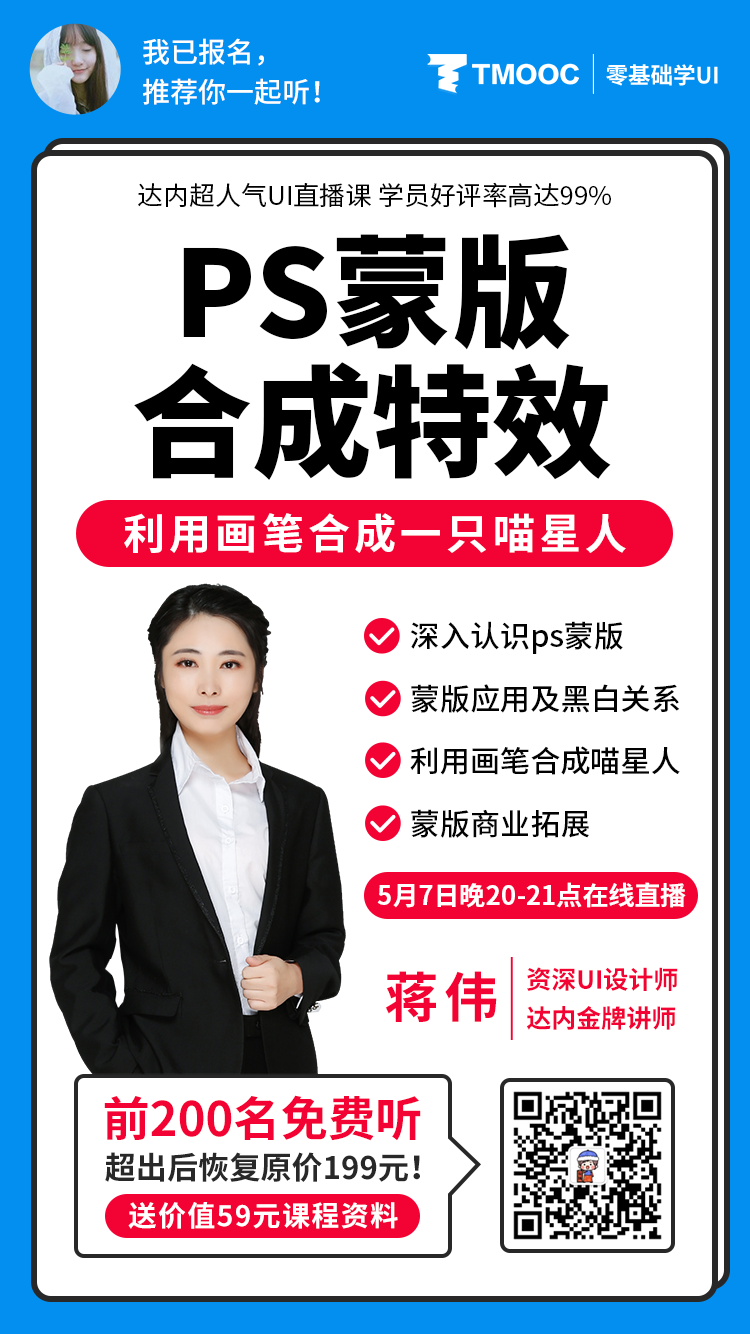 我已报名，
推荐你一起听！
TMOOC 零基础学UI
达内超人气UI直播课 学员好评率高达99%
PS蒙版
合成特效
利用画笔合成一只喵星人
深入认识ps蒙版
蒙版应用及黑白关系
利用画笔合成喵星人
蒙版商业拓展
5月7日晚20-21点在线直播
蒋伟
资深UI设计师
达内金牌讲师
前200名免费听
超出后恢复原价199元！
送价值59元课程资料